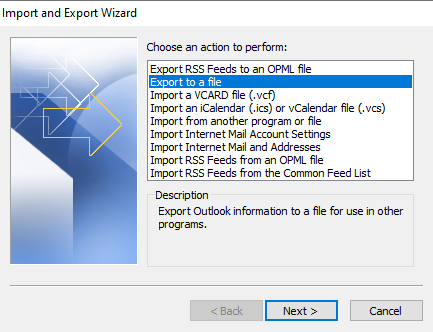 Import and Export Wizard
Choose an action to perform:
Export RSS Feeds to an OPML file
Export to a file
Import a VCARD file (.vcf)
Import an iCalendar (.ics) or vCalendar file (.vcs)
Import from another program or file
Import Internet Mail Account Settings
Import Internet Mail and Addresses
Import RSS Feeds from an OPML file
Import RSS Feeds from the Common Feed List
Description
Export Outlook information to a file for use in other
programs.
< Back Next > Cancel